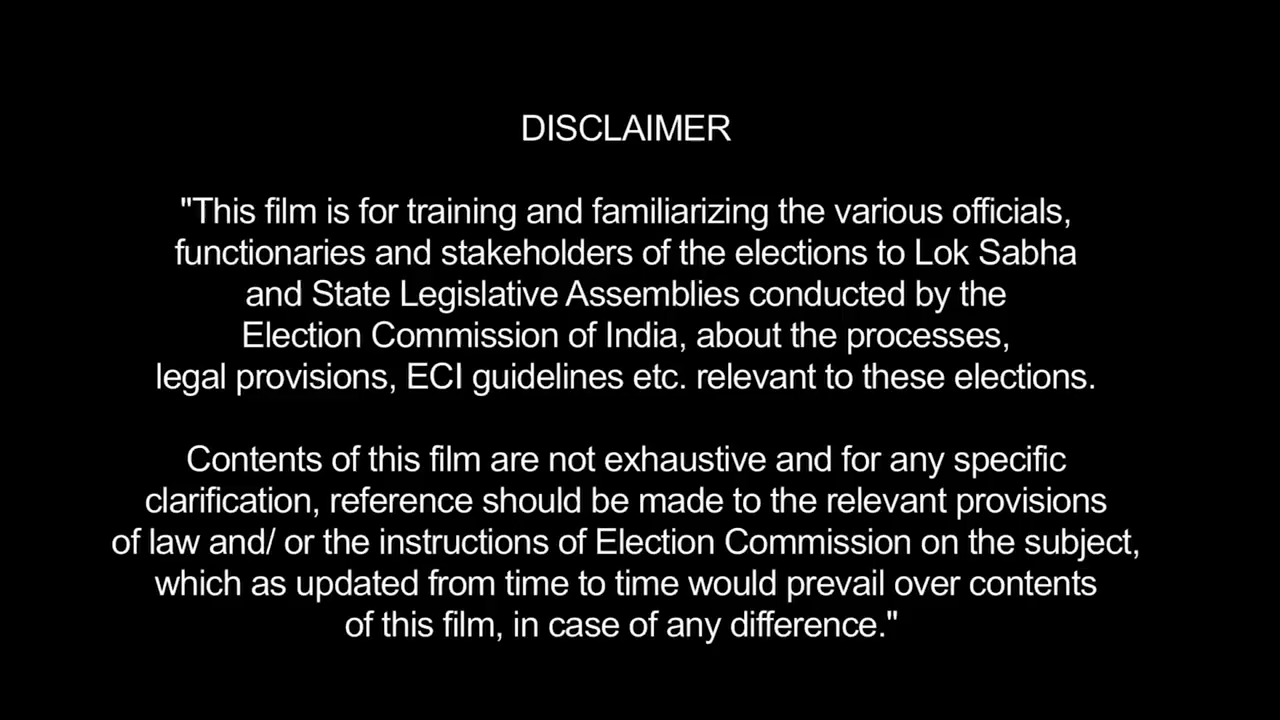 DISCLAIMER
"This film is for training and familiarizing the various officials,
functionaries and stakeholders of the elections to Lok Sabha
and State Legislative Assemblies conducted by the
Election Commission of India, about the processes,
legal provisions, ECI guidelines etc. relevant to these elections.
Contents of this film are not exhaustive and for any specific
clarification, reference should be made to the relevant provisions
of law and/ or the instructions of Election Commission on the subject,
which as updated from time to time would prevail over contents
of this film, in case of any difference."